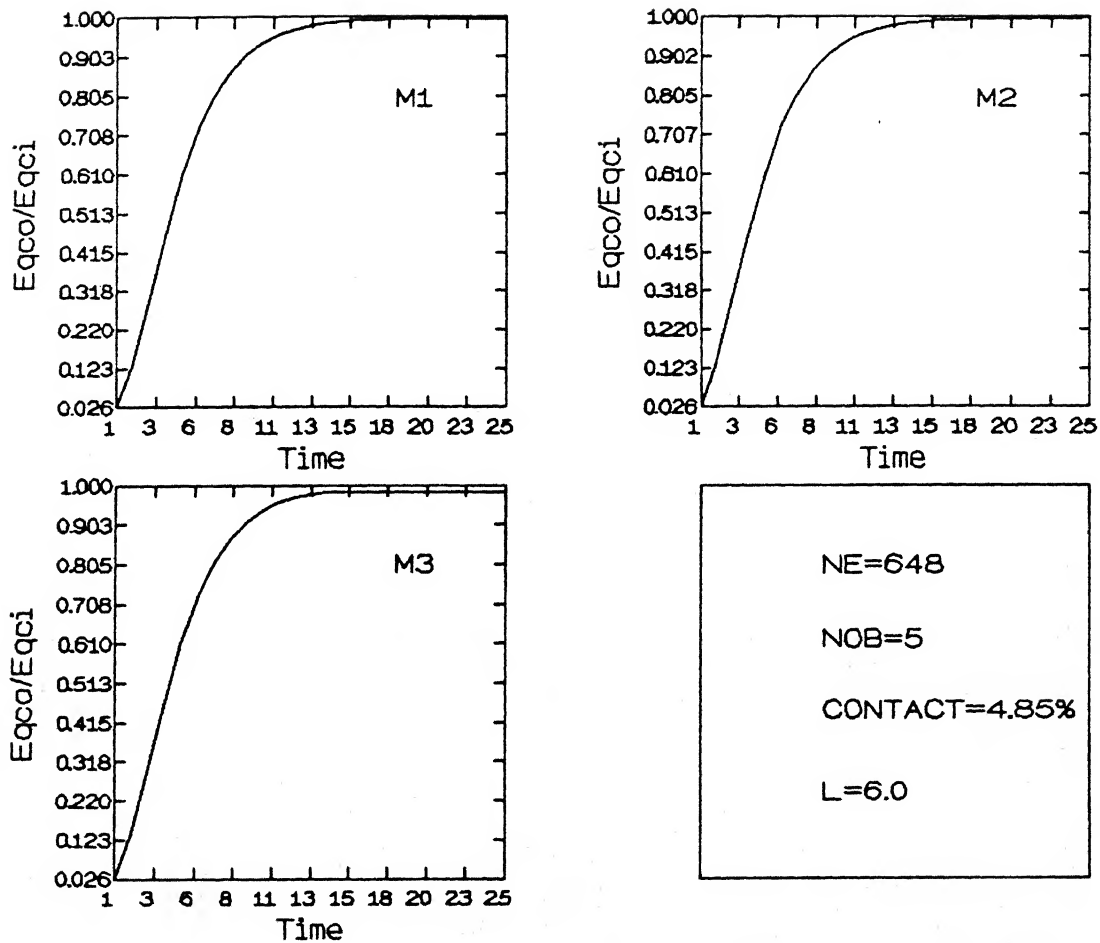 1.000
0.903
0.805
0.708
0.610
0.513
0.415
0.318
0.220
0.123
0.026
Eqco/Eqci
M1
1 3 6 8 11 13 15 18 20 23 25
Time
1.000
0.902
0.805
0.707
0.610
0.513
0.415
0.318
0.220
0.123
0.026
Eqco/Eqci
M2
1 3 6 8 11 13 15 18 20 23 25
Time
1.000
0.903
0.805
0.708
0.610
0.513
0.415
0.318
0.220
0.123
0.026
Eqco/Eqci
M3
1 3 6 8 11 13 15 18 20 23 25
Time
NE=648
NOB=5
CONTACT=4.85%
L=6.0